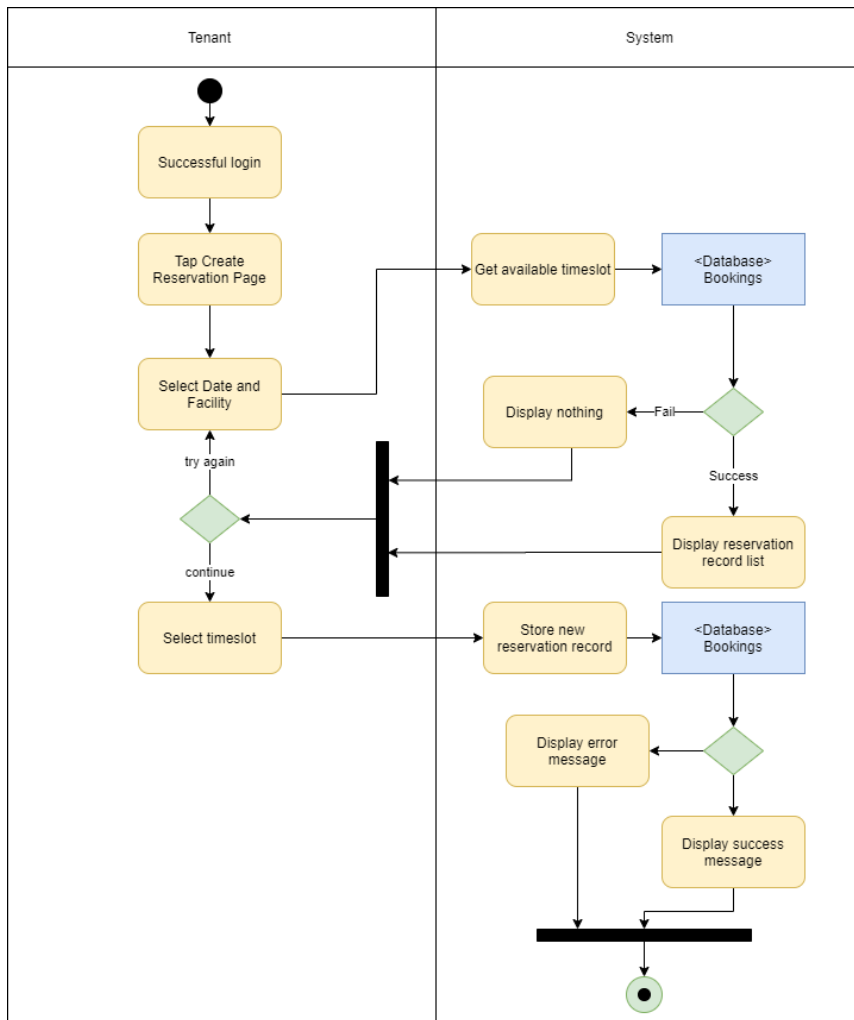 Tenant
System
Successful login
Tap Create
Reservation Page
Get available timeslot
<Database>
Bookings
Select Date and
Facility
Display nothing
Fail
try again
Success
Display reservation
record list
continue
Select timeslot
Store new
reservation record
<Database>
Bookings
Display error
message
Display success
message